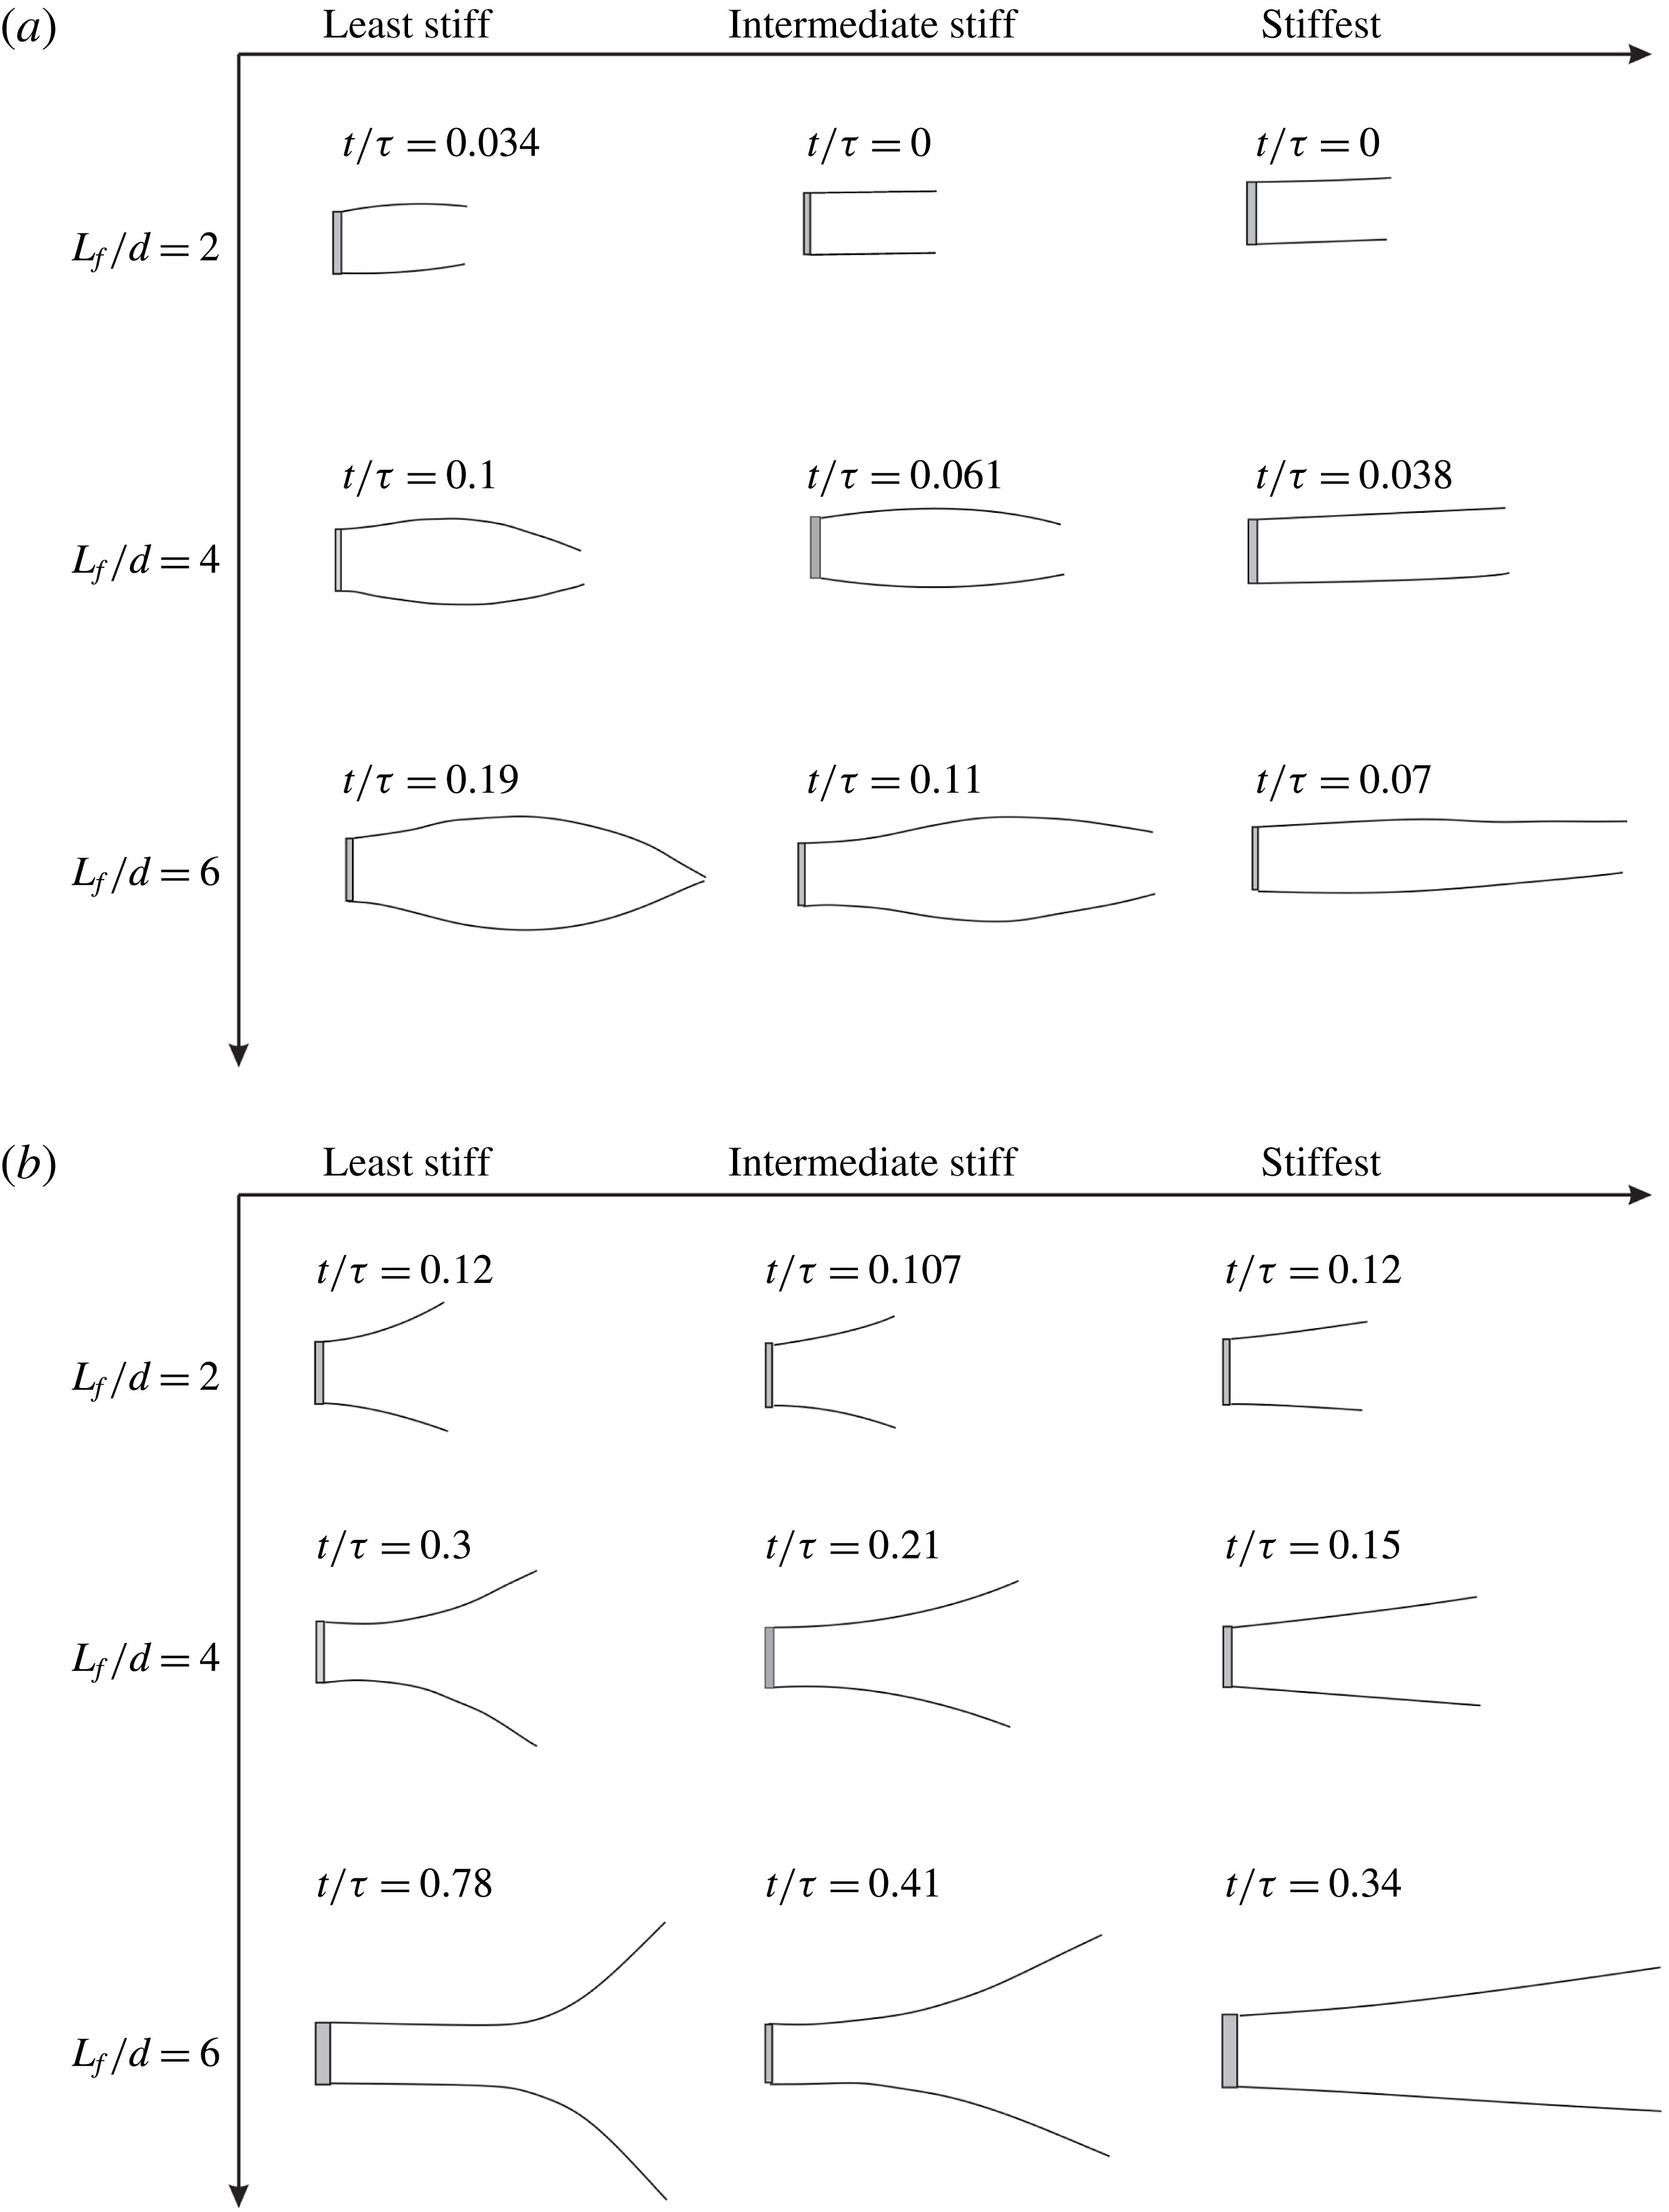 (a)
Least stiff Intermediate stiff Stiffest
t/τ = 0.034 t/τ = 0 t/τ = 0
L_f/d = 2
t/τ = 0.1 t/τ = 0.061 t/τ = 0.038
L_f/d = 4
t/τ = 0.19 t/τ = 0.11 t/τ = 0.07
L_f/d = 6
(b)
Least stiff Intermediate stiff Stiffest
t/τ = 0.12 t/τ = 0.107 t/τ = 0.12
L_f/d = 2
t/τ = 0.3 t/τ = 0.21 t/τ = 0.15
L_f/d = 4
t/τ = 0.78 t/τ = 0.41 t/τ = 0.34
L_f/d = 6